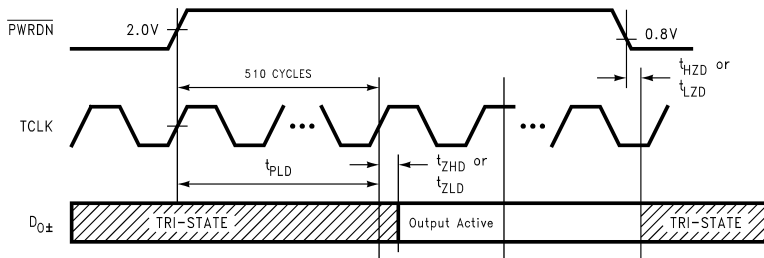 PWRDN
2.0V
0.8V
510 CYCLES
tHZD or
tLZD
TCLK
tPLD
tZHD or
tZLD
DO±
TRI-STATE
Output Active
TRI-STATE